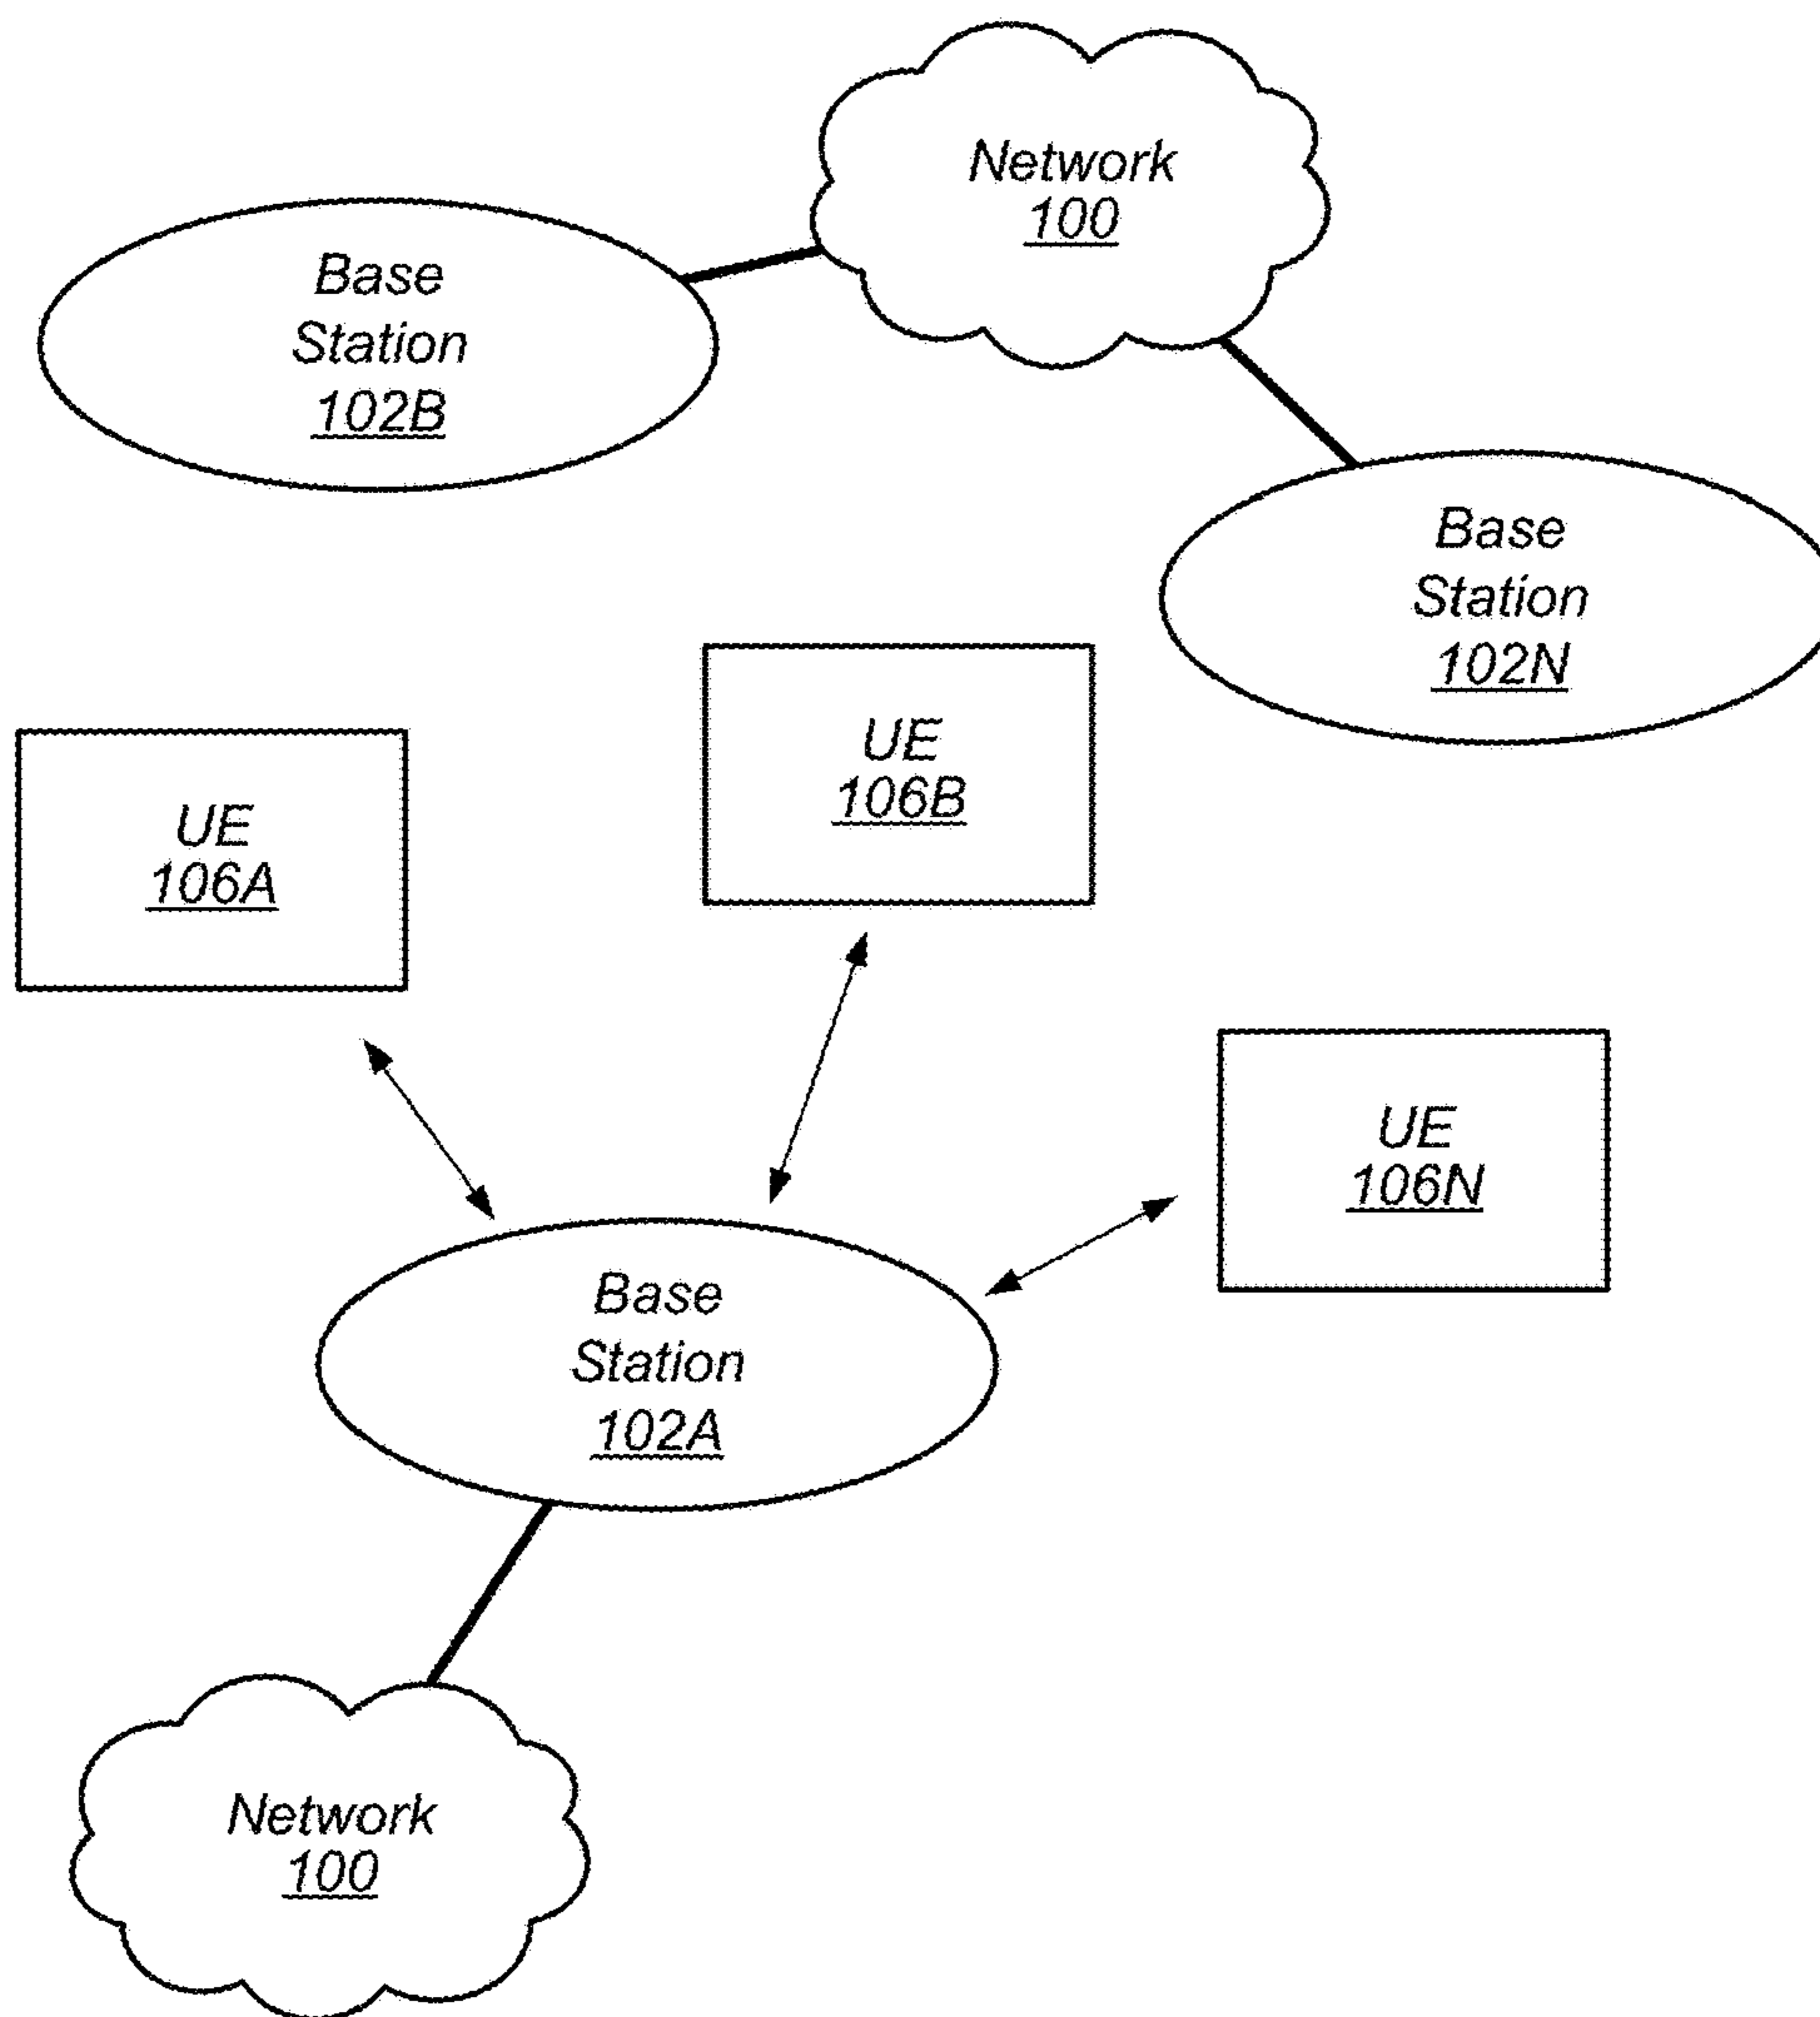 Network
100
Base
Station
102B
Base
Station
102N
UE
106B
UE
106A
UE
106N
Base
Station
102A
Network
100